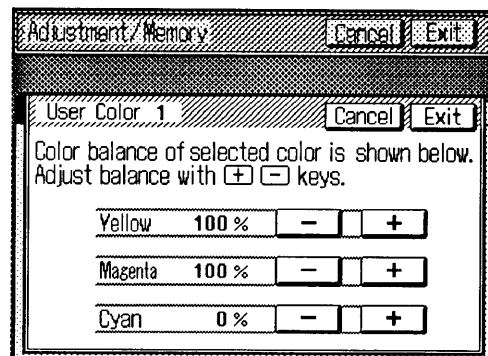 Adjustment/Memory Cancel Exit
User Color 1 Cancel Exit
Color balance of selected color is shown below.
Adjust balance with + - keys.
Yellow 100 % - +
Magenta 100 % - +
Cyan 0 % - +